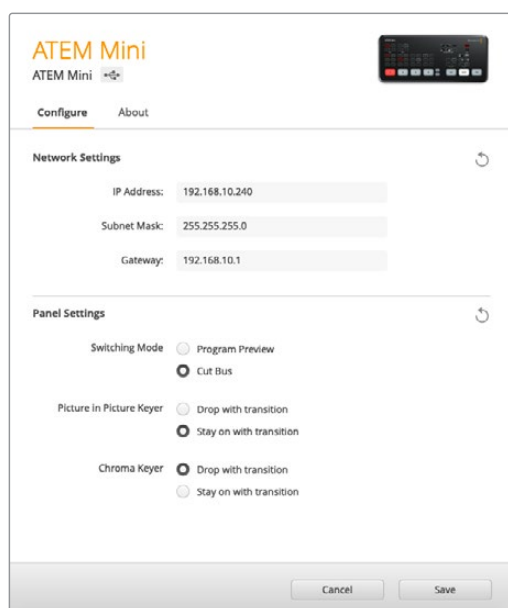 ATEM Mini
ATEM Mini
Configure About
Network Settings
IP Address: 192.168.10.240
Subnet Mask: 255.255.255.0
Gateway: 192.168.10.1
Panel Settings
Switching Mode Program Preview
Cut Bus
Picture in Picture Keyer Drop with transition
Stay on with transition
Chroma Keyer Drop with transition
Stay on with transition
Cancel Save